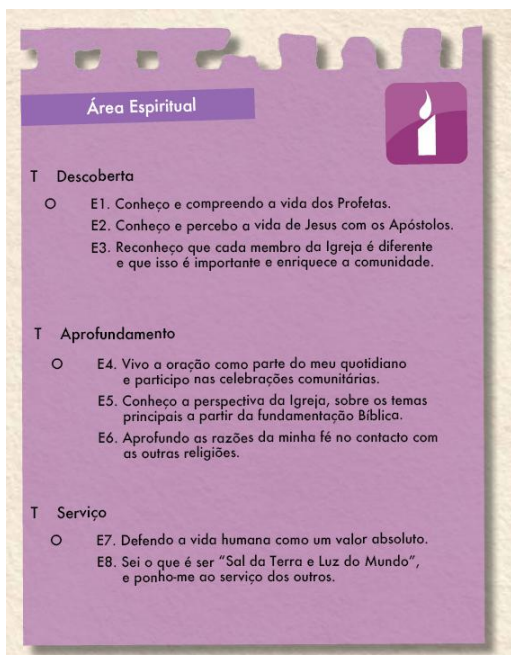 Área Espiritual
T Descoberta
O E1. Conheço e compreendo a vida dos Profetas.
E2. Conheço e percebo a vida de Jesus com os Apóstolos.
E3. Reconheço que cada membro da Igreja é diferente
e que isso é importante e enriquece a comunidade.
T Aprofundamento
O E4. Vivo a oração como parte do meu quotidiano
e participo nas celebrações comunitárias.
E5. Conheço a perspectiva da Igreja, sobre os temas
principais a partir da fundamentação Bíblica.
E6. Aprofundo as razões da minha fé no contacto com
as outras religiões.
T Serviço
O E7. Defendo a vida humana como um valor absoluto.
E8. Sei o que é ser “Sal da Terra e Luz do Mundo”,
e ponho-me ao serviço dos outros.